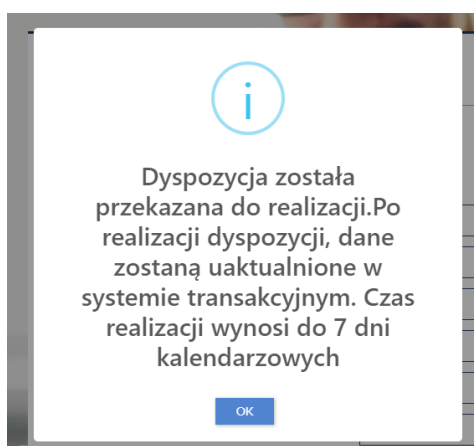 Dyspozycja została
przekazana do realizacji.Po
realizacji dyspozycji, dane
zostaną uaktualnione w
systemie transakcyjnym. Czas
realizacji wynosi do 7 dni
kalendarzowych
OK